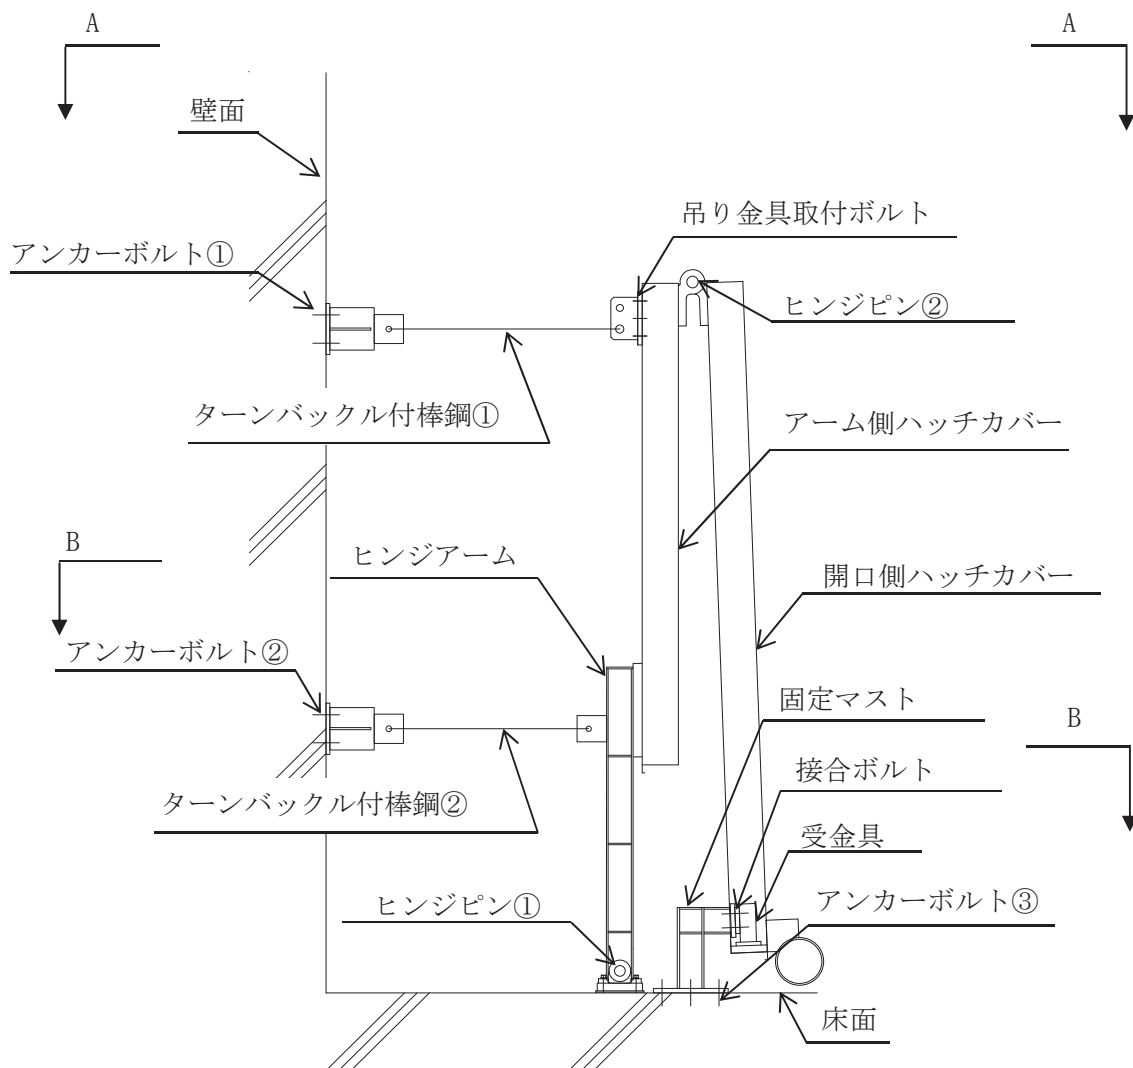 A
A
壁面
吊り金具取付ボルト
アンカーボルト①
ヒンジピン②
ターンバックル付棒鋼①
アーム側ハッチカバー
B
ヒンジアーム
開口側ハッチカバー
アンカーボルト②
固定マスト
B
接合ボルト
ターンバックル付棒鋼②
受金具
ヒンジピン①
アンカーボルト③
床面